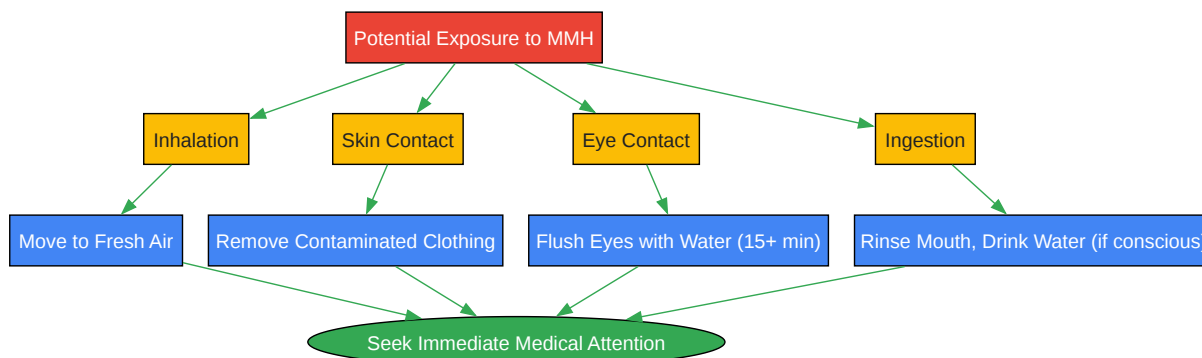 Potential Exposure to MMH
Inhalation
Skin Contact
Eye Contact
Ingestion
Move to Fresh Air
Remove Contaminated Clothing
Flush Eyes with Water (15+ min)
Rinse Mouth, Drink Water (if conscious)
Seek Immediate Medical Attention